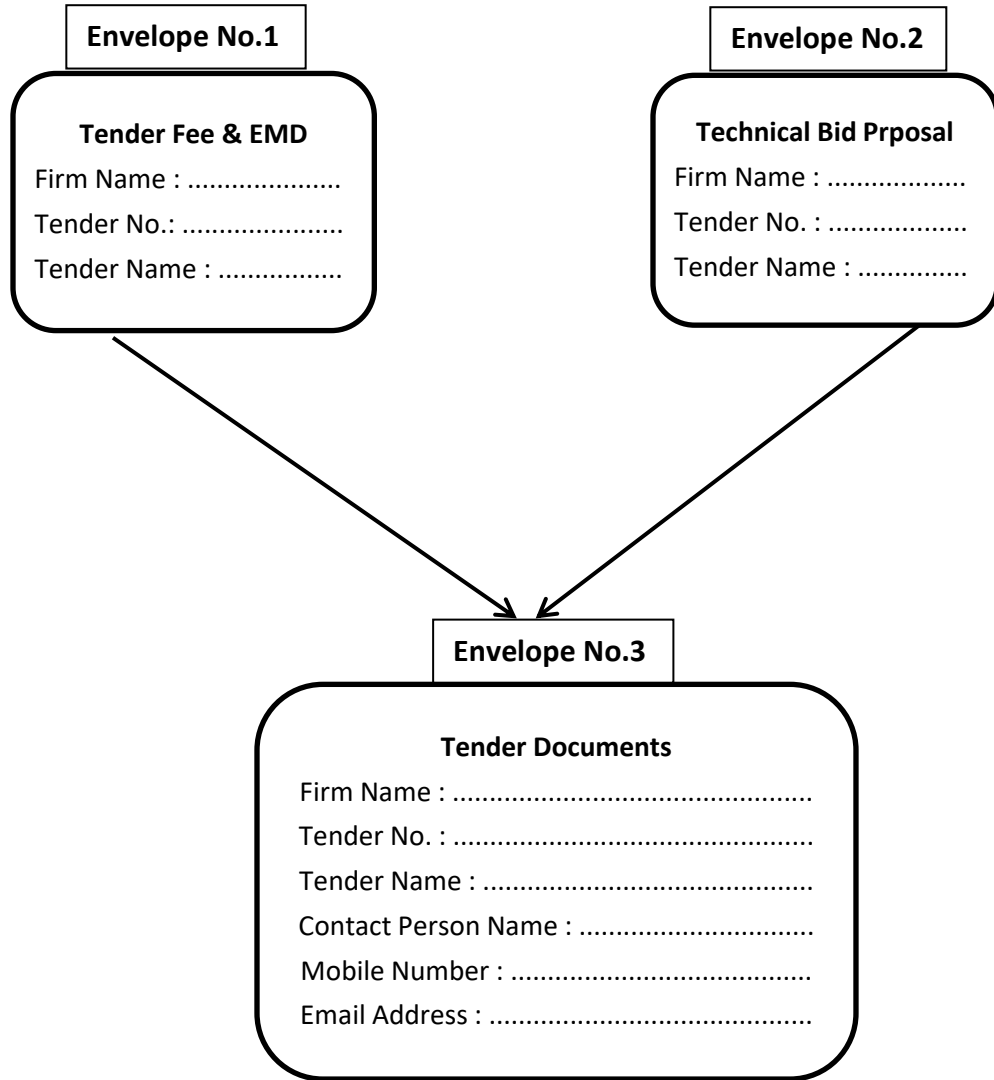 Envelope No.1
Tender Fee & EMD
Firm Name : .....................
Tender No.: ......................
Tender Name : .................
Envelope No.2
Technical Bid Prposal
Firm Name : ...................
Tender No. : ...................
Tender Name : ...............
Envelope No.3
Tender Documents
Firm Name : .................................................
Tender No. : .................................................
Tender Name : .............................................
Contact Person Name : ................................
Mobile Number : .........................................
Email Address : ............................................